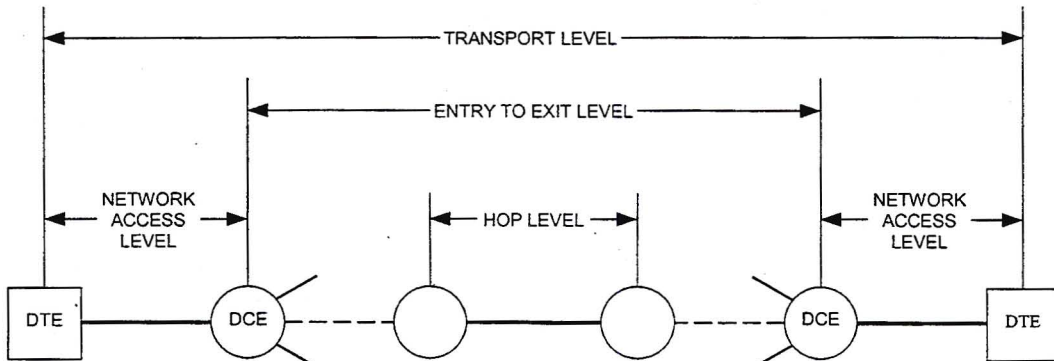 TRANSPORT LEVEL
ENTRY TO EXIT LEVEL
NETWORK
ACCESS
LEVEL
HOP LEVEL
NETWORK
ACCESS
LEVEL
DTE
DCE
DCE
DTE